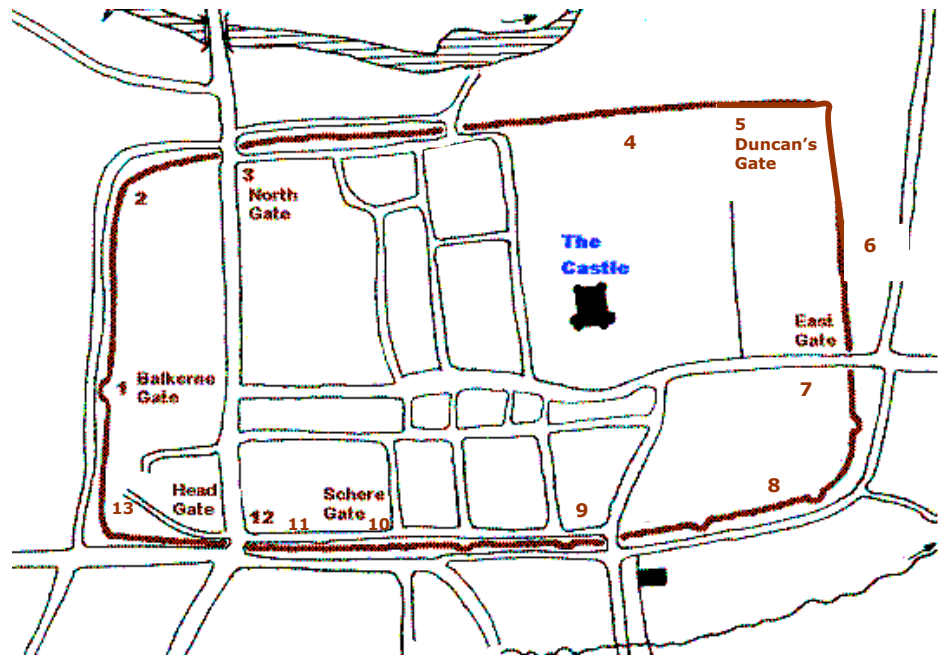 5
4
Duncan's
Gate
3
North
Gate
2
6
The
Castle
East
Gate
1
Balkerne
Gate
7
8
Head
Gate
Schere
Gate
13
12
11
10
9